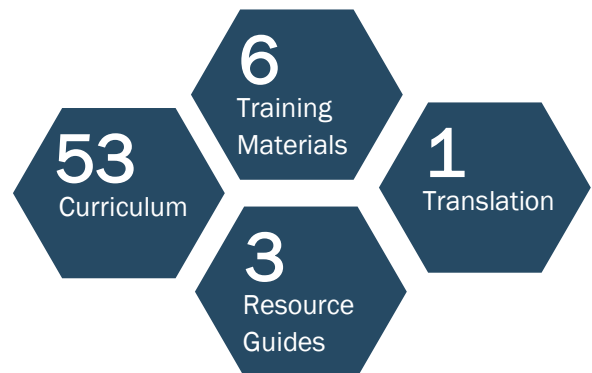 6
Training
Materials
53
Curriculum
1
Translation
3
Resource
Guides